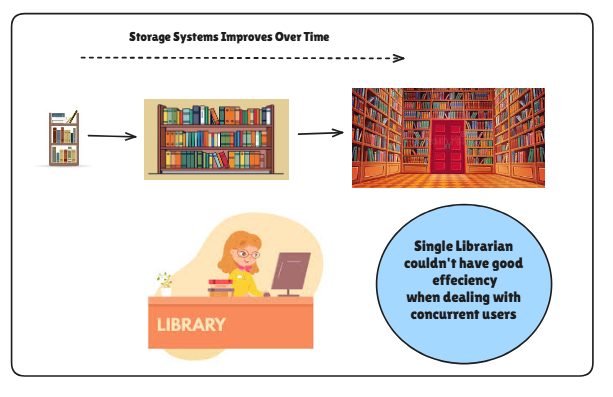 Storage Systems Improves Over Time
Single Librarian
couldn't have good
effeciency
when dealing with
concurrent users
LIBRARY